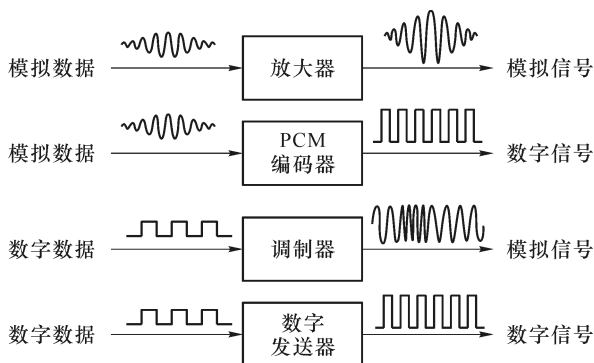 模拟数据
放大器
模拟信号
模拟数据
PCM
编码器
数字信号
数字数据
调制器
模拟信号
数字数据
数字
发送器
数字信号